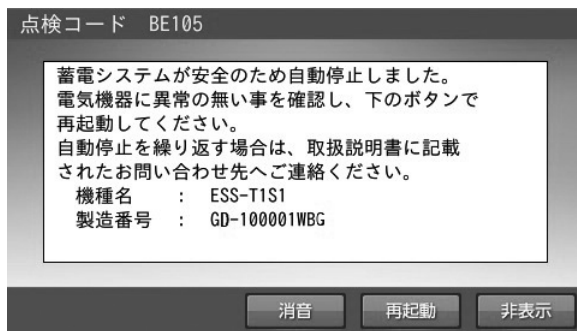 点検コード BE105
蓄電システムが安全のため自動停止しました。
電気機器に異常の無い事を確認し、下のボタンで
再起動してください。
自動停止を繰り返す場合は、取扱説明書に記載
されたお問い合わせ先へご連絡ください。
機種名 : ESS-T1S1
製造番号 : GD-100001WBG
消音 再起動 非表示